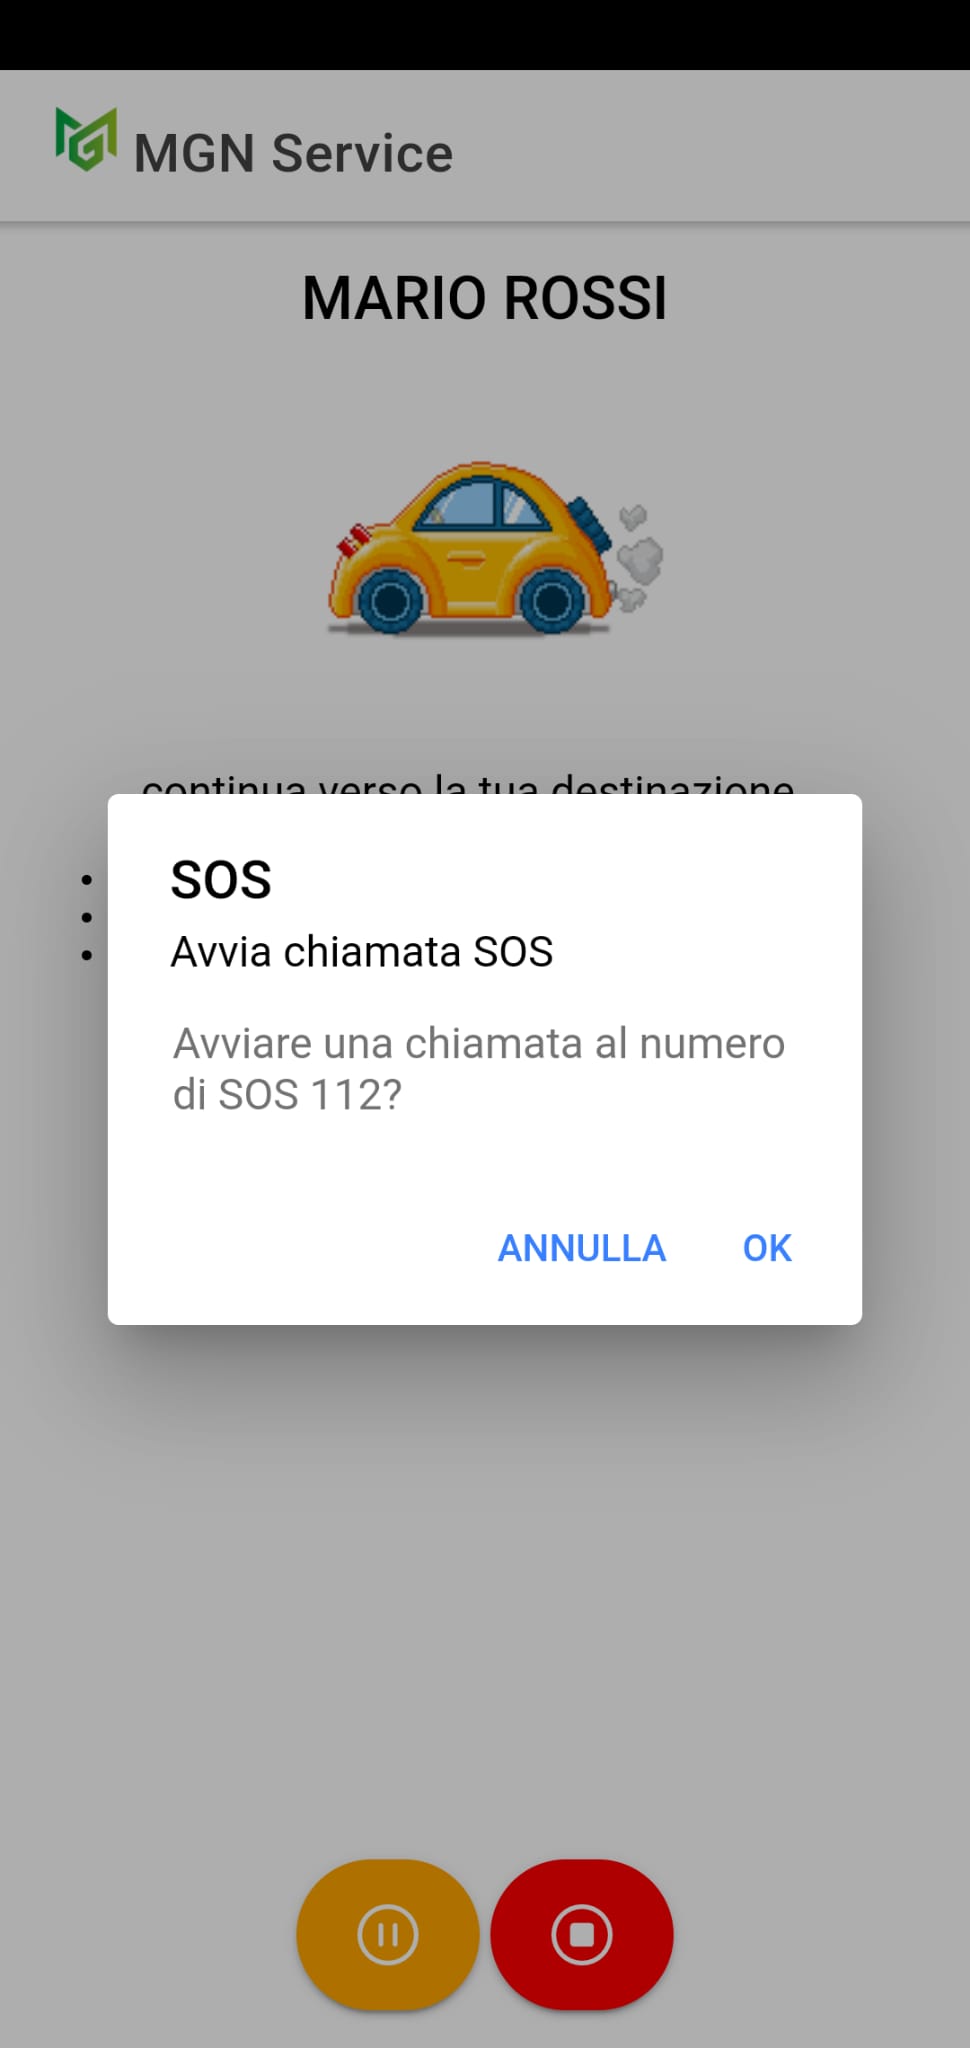 MGN Service
MARIO ROSSI
continua verso la tua destinazione
SOS
Avvia chiamata SOS
Avviare una chiamata al numero
di SOS 112?
ANNULLA OK